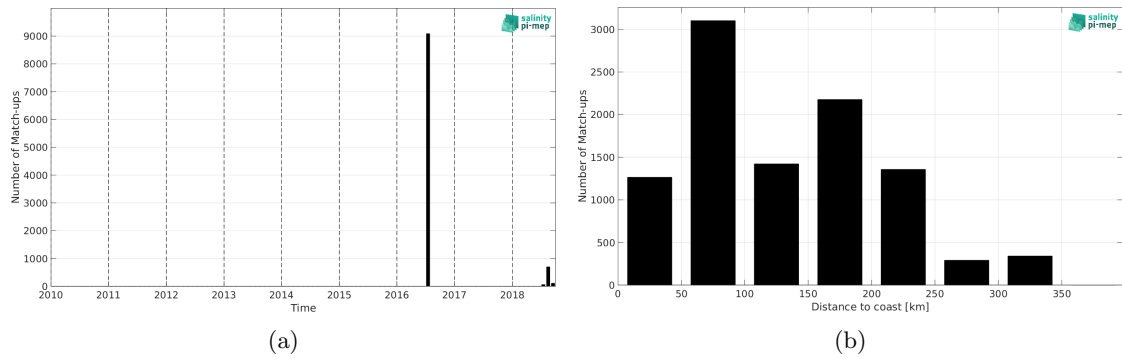 salinity
pi-mep
9000
8000
7000
6000
5000
4000
3000
2000
1000
0
Number of Match-ups
2010 2011 2012 2013 2014 2015 2016 2017 2018
Time
(a)
salinity
pi-mep
3000
2500
2000
1500
1000
500
0
Number of Match-ups
0 50 100 150 200 250 300 350
Distance to coast [km]
(b)